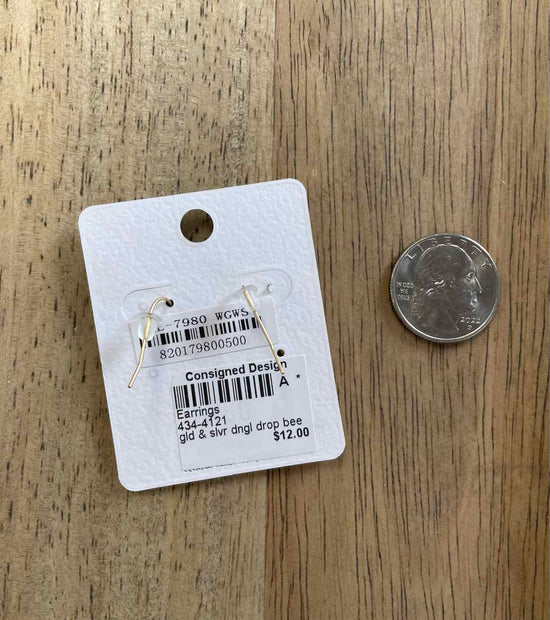 -7980 WGWS
820179800500
Consigned Design
A *
Earrings
434-4121
gld & slvr dngl drop bee
$12.00
LIBERTY
IN GOD
WE
TRUST
2022
P